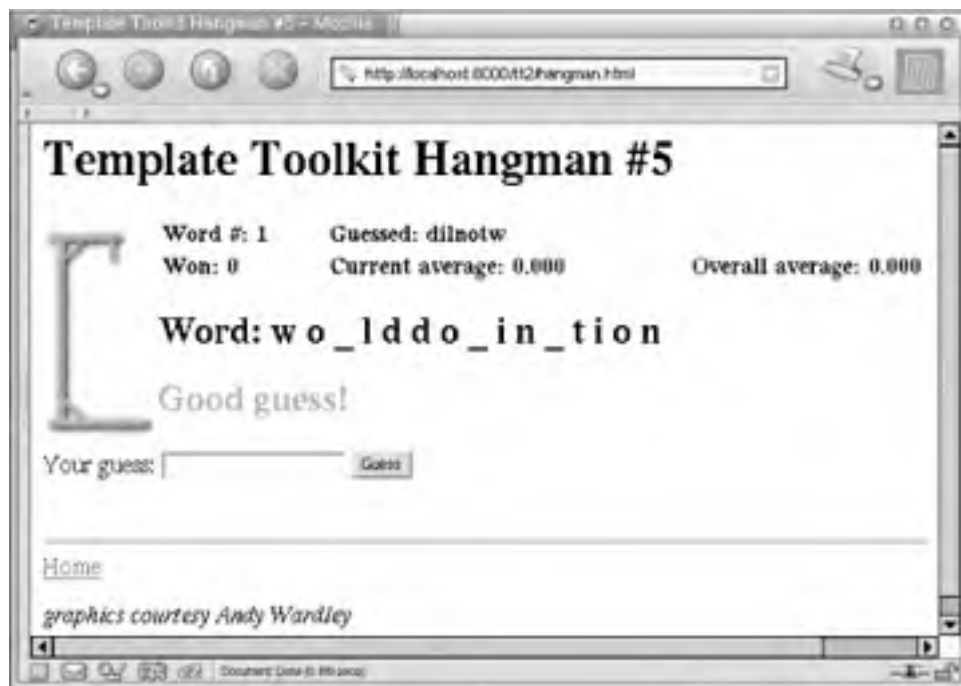 Template Toolkit Hangman #5 - Mozilla
http://localhost:8000/tt2/hangman.html
Template Toolkit Hangman #5
Word #: 1 Guessed: dilnotw
Won: 0 Current average: 0.000 Overall average: 0.000
Word: w o _ l d d o _ i n _ t i o n
Good guess!
Your guess: Guess
Home
graphics courtesy Andy Wardley